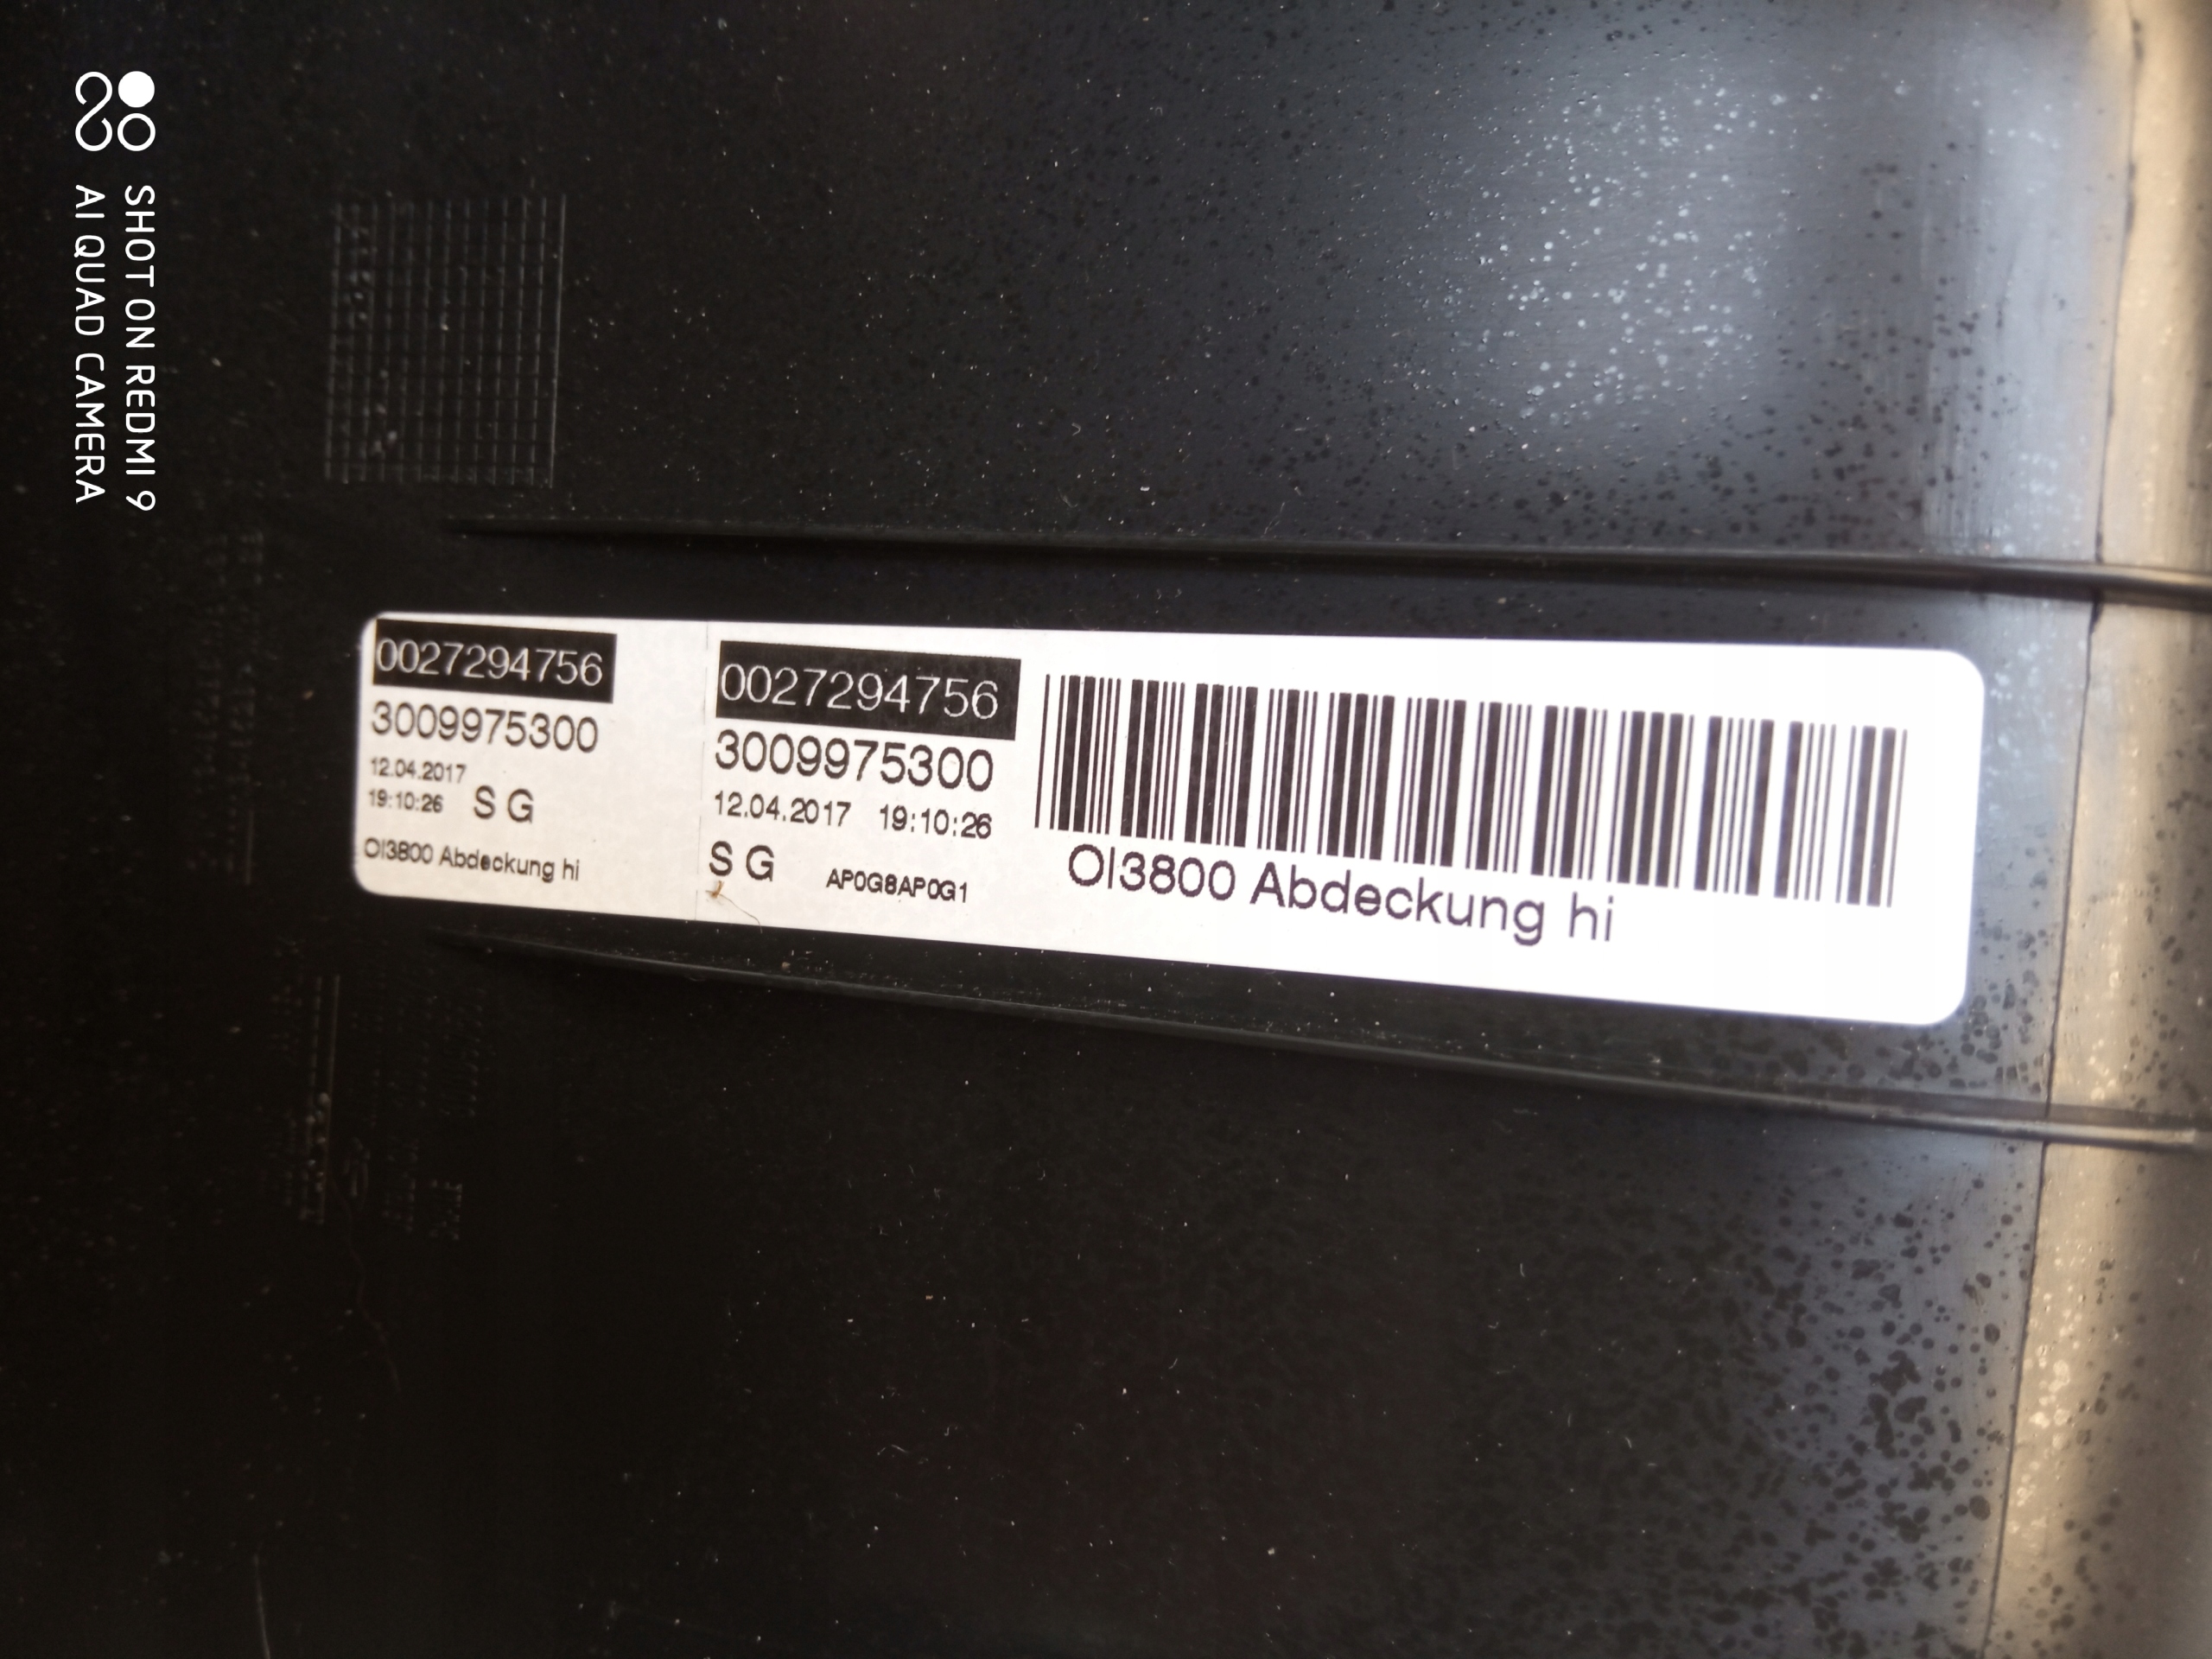 SHOT ON REDMI 9
AI QUAD CAMERA
0027294756
3009975300
12.04.2017
19:10:26 S G
OI3800 Abdeckung hi
0027294756
3009975300
12.04.2017 19:10:26
S G AP0G8AP0G1
OI3800 Abdeckung hi